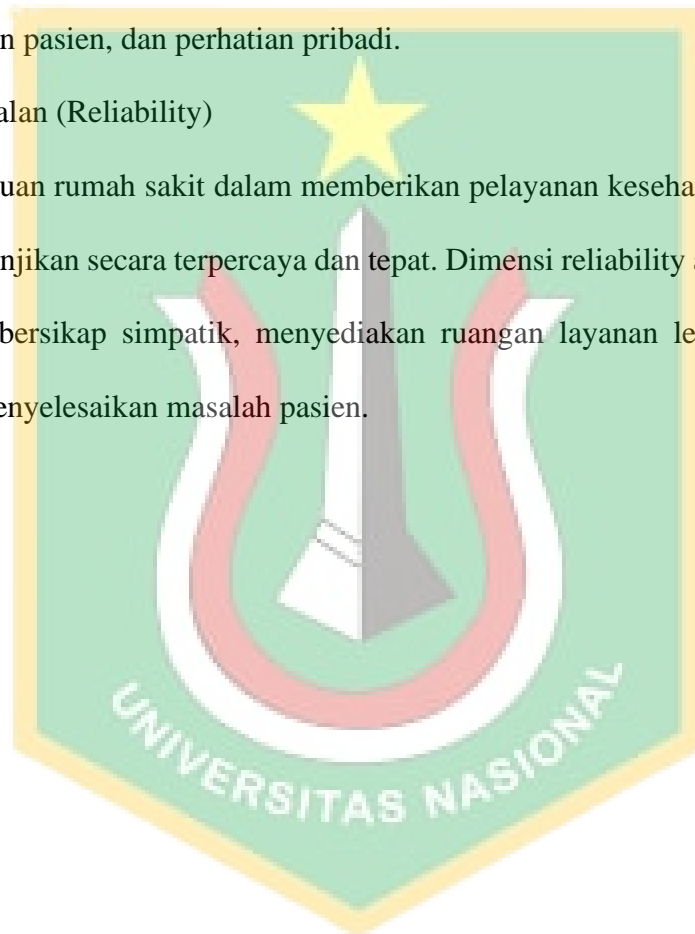 n pasien, dan perhatian pribadi.
alan (Reliability)
uan rumah sakit dalam memberikan pelayanan keseha
njikan secara terpercaya dan tepat. Dimensi reliability a
bersikap simpatik, menyediakan ruangan layanan le
enyelesaikan masalah pasien.
UNIVERSITAS NASIONAL